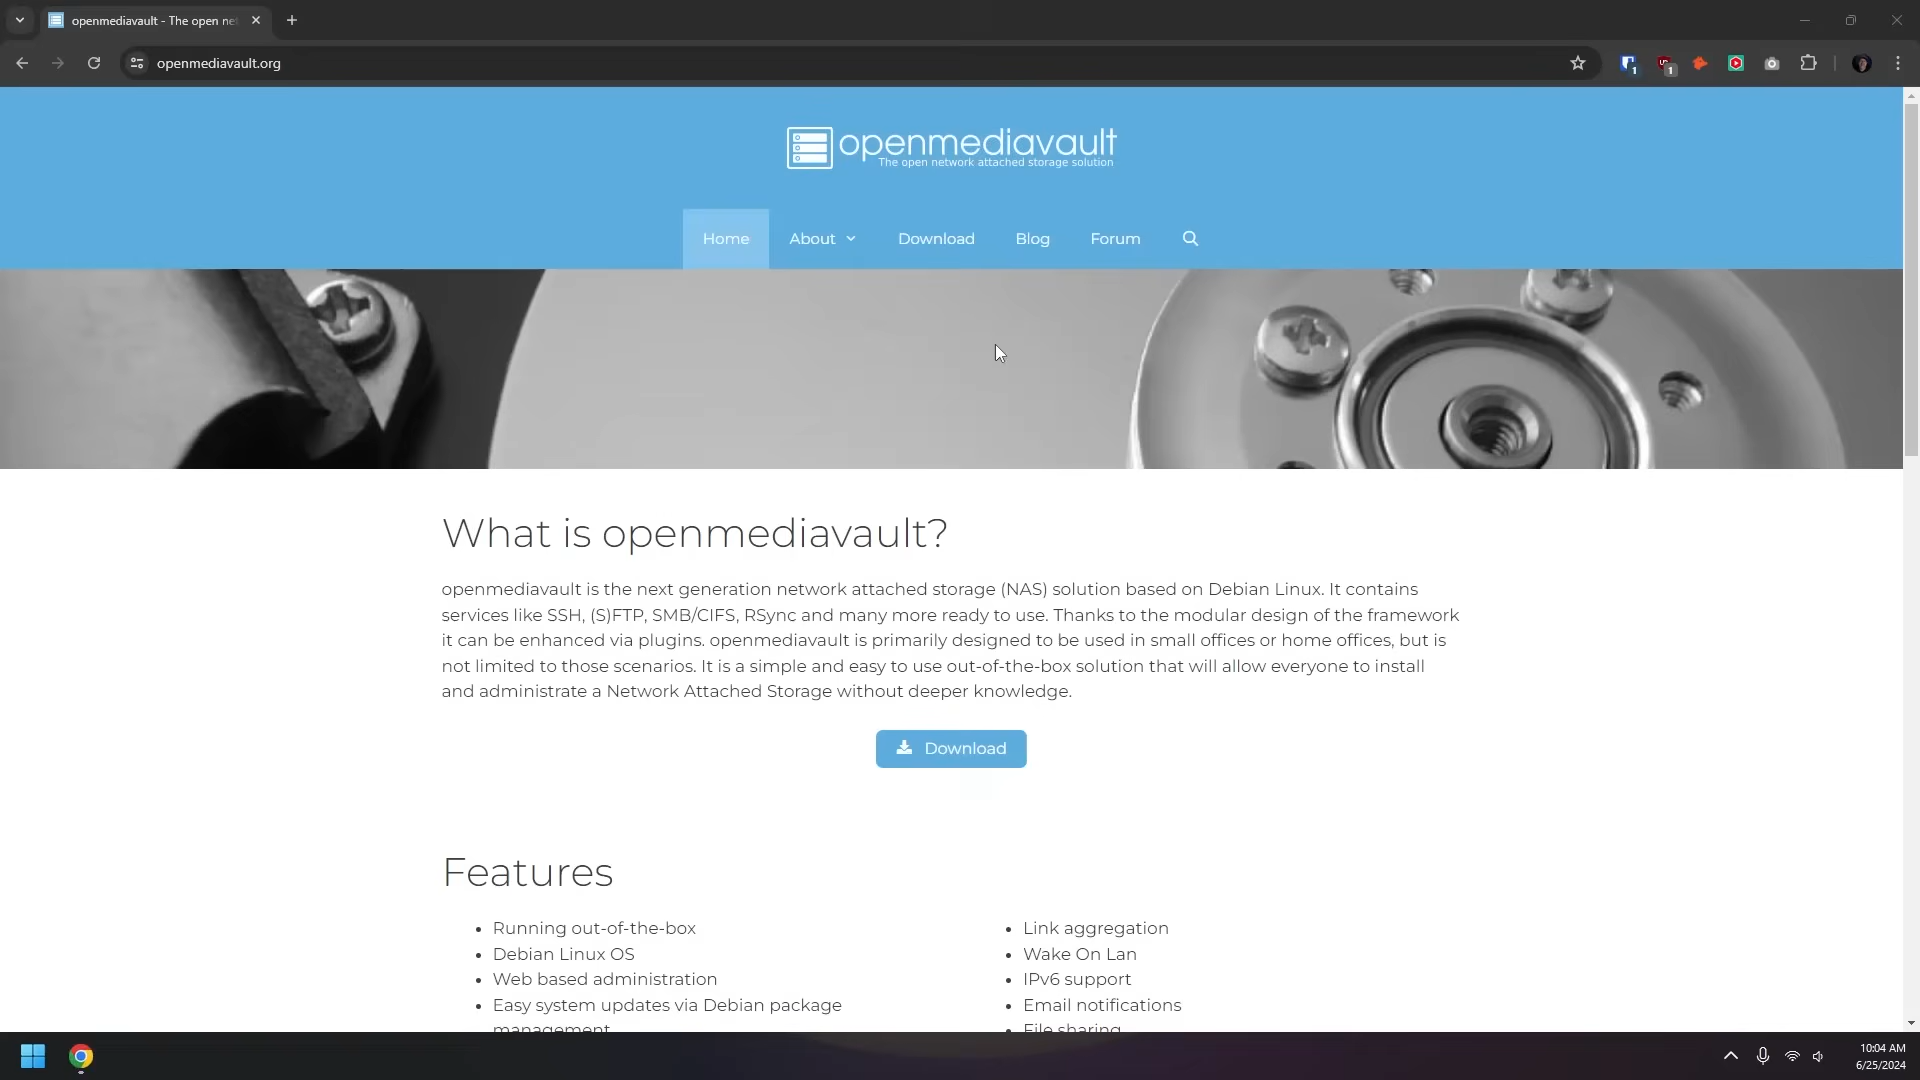 openmediavault - The open net
openmediavault.org
1
1
openmediavault
The open network attached storage solution
Home
About
Download
Blog
Forum
What is openmediavault?
openmediavault is the next generation network attached storage (NAS) solution based on Debian Linux. It contains
services like SSH, (S)FTP, SMB/CIFS, RSync and many more ready to use. Thanks to the modular design of the framework
it can be enhanced via plugins. openmediavault is primarily designed to be used in small offices or home offices, but is
not limited to those scenarios. It is a simple and easy to use out-of-the-box solution that will allow everyone to install
and administrate a Network Attached Storage without deeper knowledge.
Download
Features
Running out-of-the-box
Debian Linux OS
Web based administration
Easy system updates via Debian package
management
Link aggregation
Wake On Lan
IPv6 support
Email notifications
File sharing
10:04 AM
6/25/2024